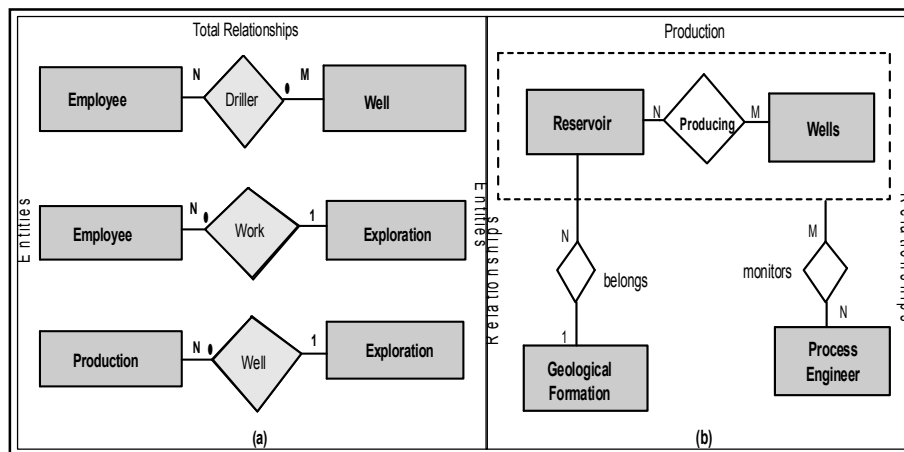 Total Relationships
Employee
N
Driller
M
Well
Employee
N
Work
1
Exploration
Production
N
Well
1
Exploration
Entities
Entities
(a)
Production
Reservoir
N
Producing
M
Wells
N
belongs
1
Geological
Formation
M
monitors
N
Process
Engineer
Relationships
(b)